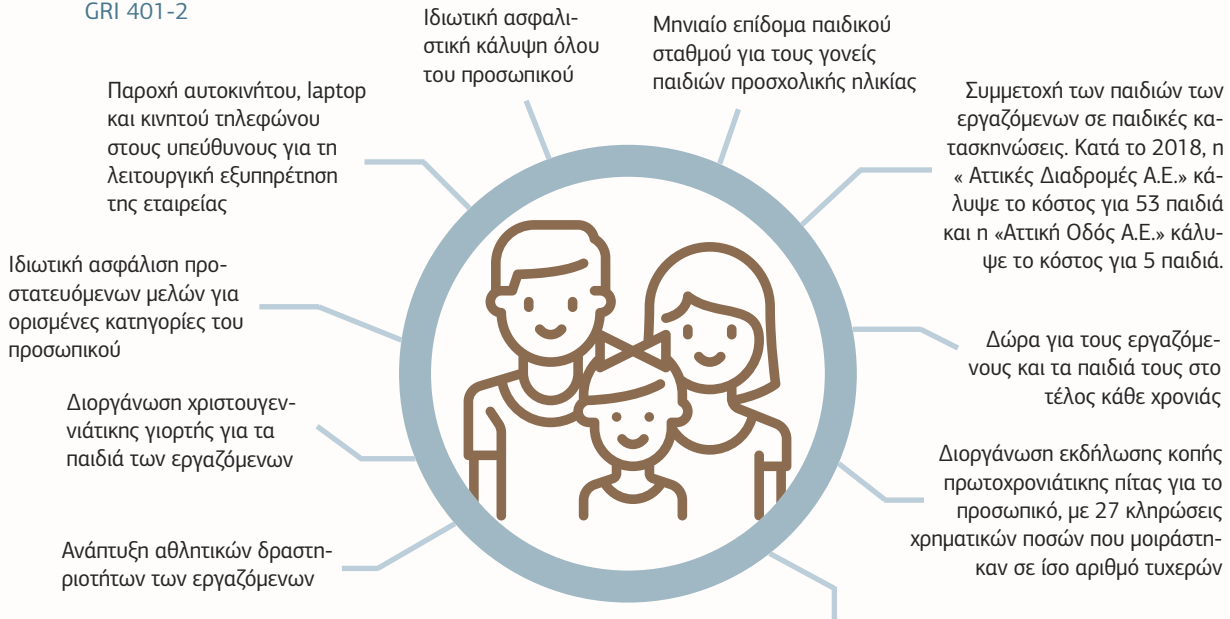 GRI 401-2
Ιδιωτική ασφαλι-
στική κάλυψη όλου
του προσωπικού
Μηνιαίο επίδομα παιδικού
σταθμού για τους γονείς
παιδιών προσχολικής ηλικίας
Παροχή αυτοκινήτου, laptop
και κινητού τηλεφώνου
στους υπεύθυνους για τη
λειτουργική εξυπηρέτηση
της εταιρείας
Συμμετοχή των παιδιών των
εργαζόμενων σε παιδικές κα-
τασκηνώσεις. Κατά το 2018, η
« Αττικές Διαδρομές Α.Ε.» κά-
λυψε το κόστος για 53 παιδιά
και η «Αττική Οδός Α.Ε.» κάλυ-
ψε το κόστος για 5 παιδιά.
Ιδιωτική ασφάλιση προ-
στατευόμενων μελών για
ορισμένες κατηγορίες του
προσωπικού
Δώρα για τους εργαζόμε-
νους και τα παιδιά τους στο
τέλος κάθε χρονιάς
Διοργάνωση χριστουγεν-
νιάτικης γιορτής για τα
παιδιά των εργαζόμενων
Διοργάνωση εκδήλωσης κοπής
πρωτοχρονιάτικης πίτας για το
προσωπικό, με 27 κληρώσεις
χρηματικών ποσών που μοιράστη-
καν σε ίσο αριθμό τυχερών
Ανάπτυξη αθλητικών δραστη-
ριοτήτων των εργαζόμενων